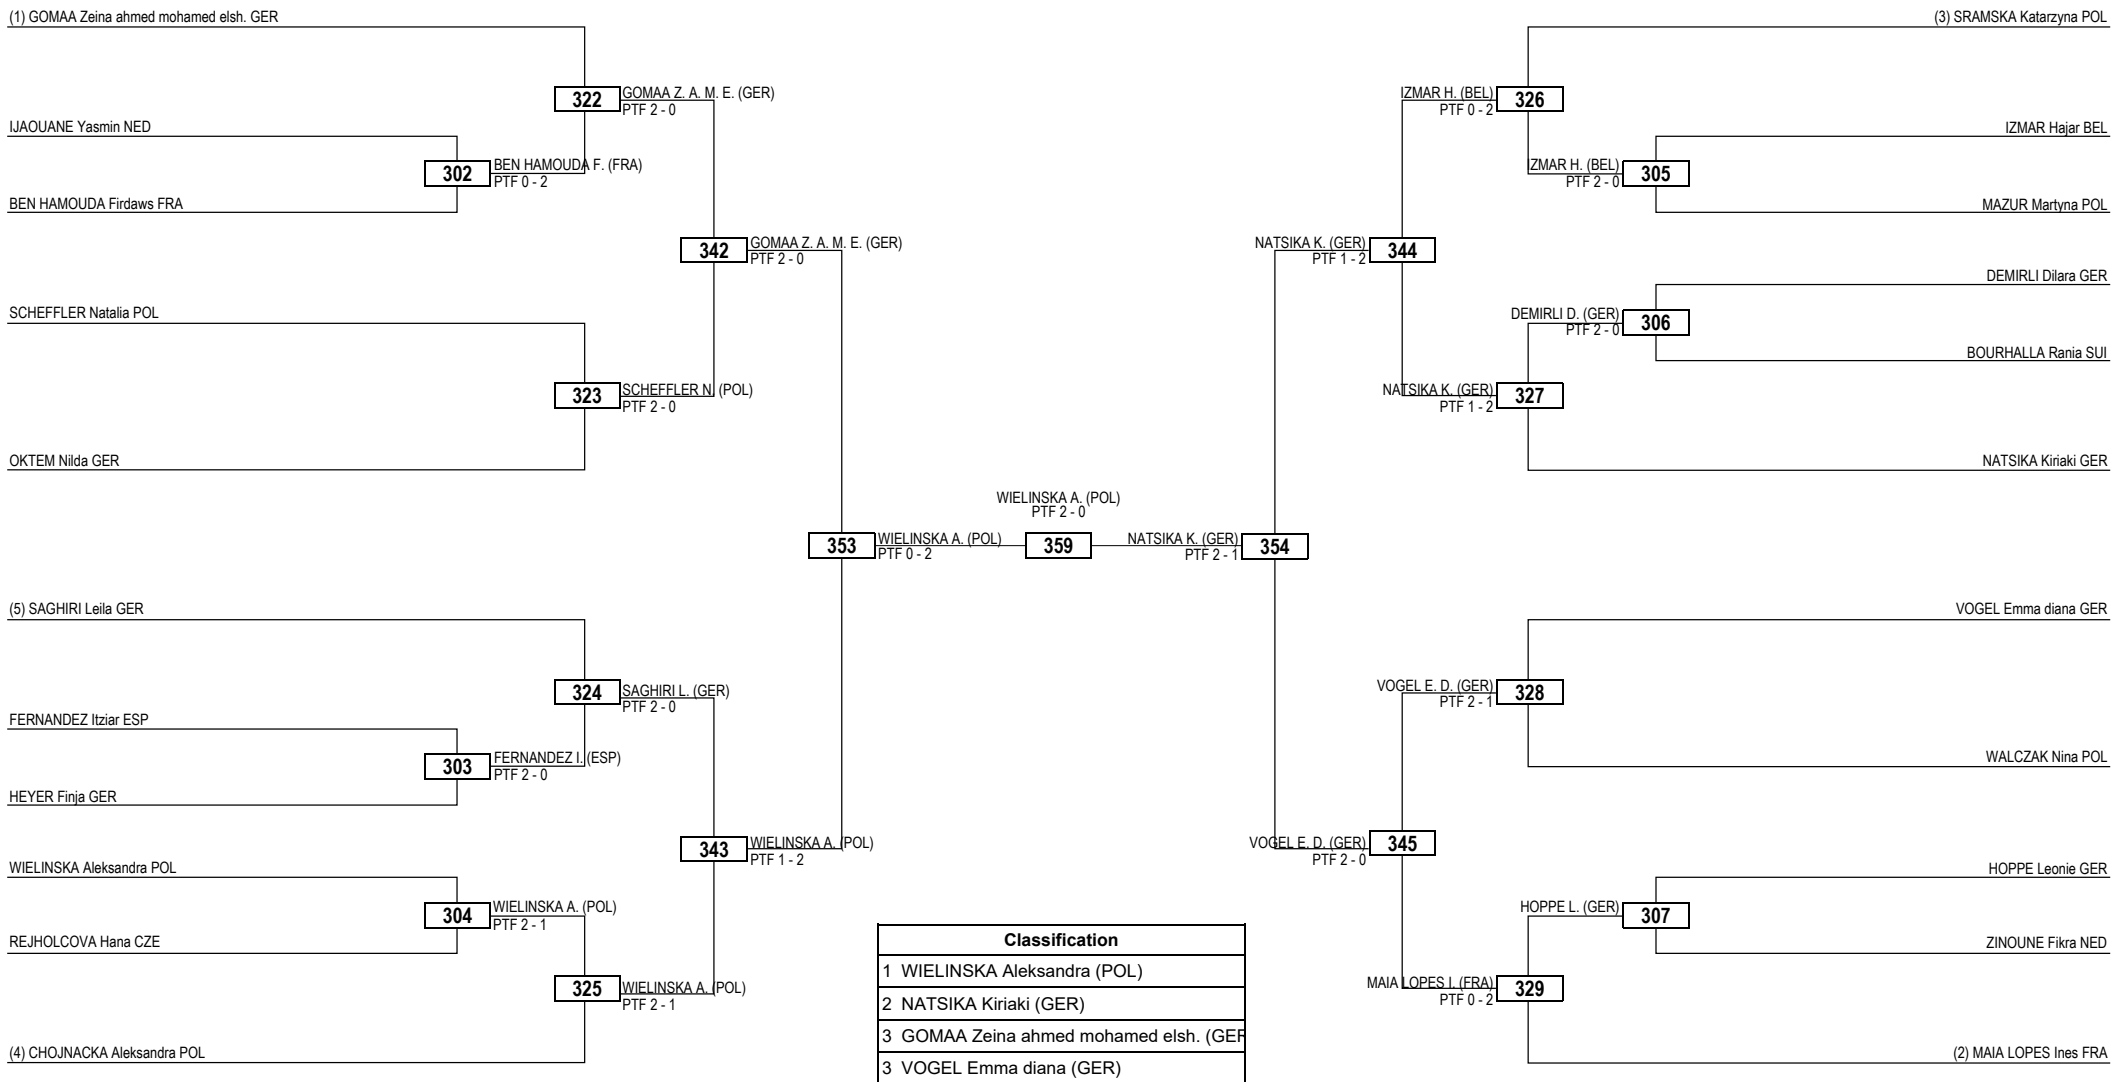 (1) GOMAA Zeina ahmed mohamed elsh. GER
322
GOMAA Z. A. M. E. (GER)
PTF 2 - 0
IJAOUANE Yasmin NED
302
BEN HAMOUDA F. (FRA)
PTF 0 - 2
BEN HAMOUDA Firdaws FRA
342
GOMAA Z. A. M. E. (GER)
PTF 2 - 0
SCHEFFLER Natalia POL
323
SCHEFFLER N. (POL)
PTF 2 - 0
OKTEM Nilda GER
353
WIELINSKA A. (POL)
PTF 0 - 2
(5) SAGHIRI Leila GER
324
SAGHIRI L. (GER)
PTF 2 - 0
FERNANDEZ Itziar ESP
303
FERNANDEZ I. (ESP)
PTF 2 - 0
HEYER Finja GER
343
WIELINSKA A. (POL)
PTF 1 - 2
WIELINSKA Aleksandra POL
304
WIELINSKA A. (POL)
PTF 2 - 1
REJHOLCOVA Hana CZE
325
WIELINSKA A. (POL)
PTF 2 - 1
(4) CHOJNACKA Aleksandra POL
WIELINSKA A. (POL)
PTF 2 - 0
359
(3) SRAMSKA Katarzyna POL
IZMAR H. (BEL)
PTF 0 - 2
326
IZMAR Hajar BEL
IZMAR H. (BEL)
PTF 2 - 0
305
MAZUR Martyna POL
NATSIKA K. (GER)
PTF 1 - 2
344
DEMIRLI Dilara GER
DEMIRLI D. (GER)
PTF 2 - 0
306
BOURHALLA Rania SUI
NATSIKA K. (GER)
PTF 1 - 2
327
NATSIKA Kiriaki GER
NATSIKA K. (GER)
PTF 2 - 1
354
VOGEL Emma diana GER
VOGEL E. D. (GER)
PTF 2 - 1
328
WALCZAK Nina POL
VOGEL E. D. (GER)
PTF 2 - 0
345
HOPPE Leonie GER
HOPPE L. (GER)
307
ZINOUNE Fikra NED
MAIA LOPES I. (FRA)
PTF 0 - 2
329
(2) MAIA LOPES Ines FRA
Classification
1 WIELINSKA Aleksandra (POL)
2 NATSIKA Kiriaki (GER)
3 GOMAA Zeina ahmed mohamed elsh. (GER
3 VOGEL Emma diana (GER)